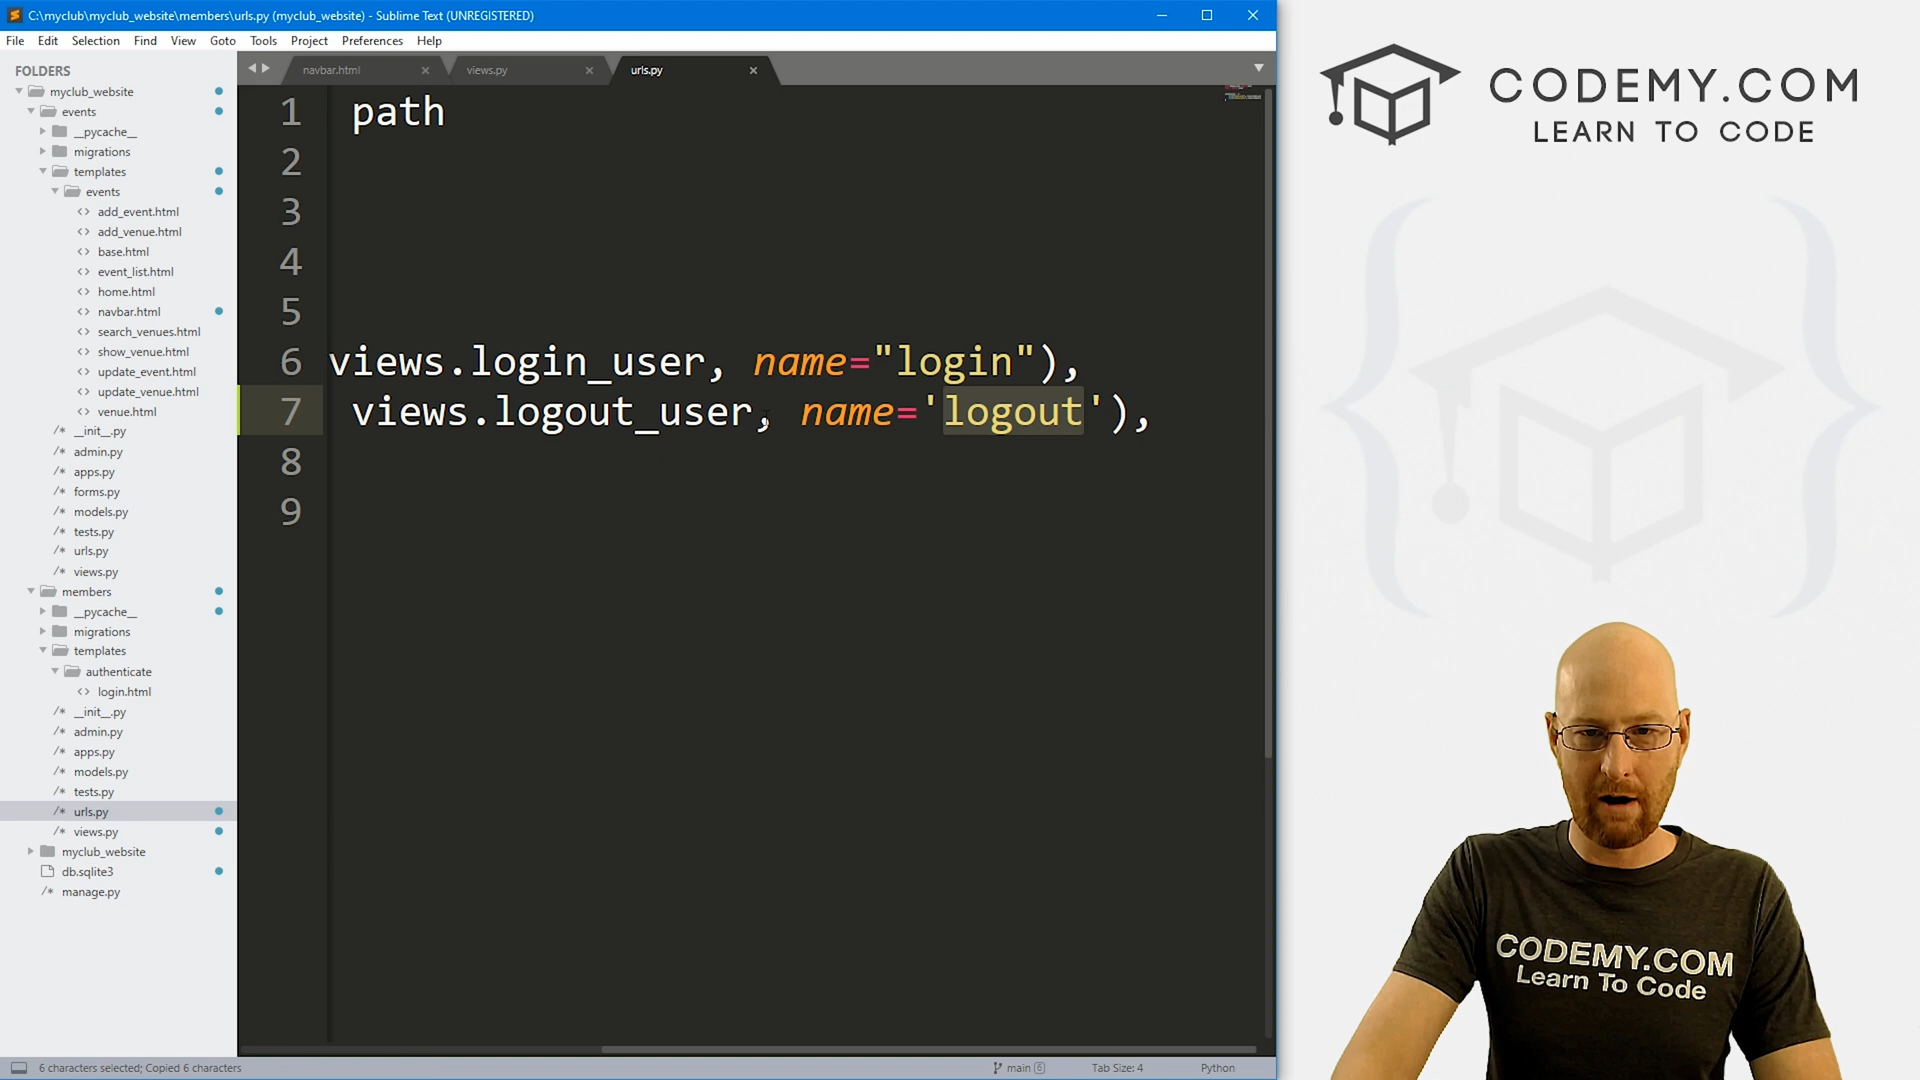 C:\myclub\myclub_website\members\urls.py (myclub_website) - Sublime Text (UNREGISTERED)
File Edit Selection Find View Goto Tools Project Preferences Help
FOLDERS
myclub_website
events
__pycache__
migrations
templates
events
add_event.html
add_venue.html
base.html
event_list.html
home.html
navbar.html
search_venues.html
show_venue.html
update_event.html
update_venue.html
venue.html
__init__.py
admin.py
apps.py
forms.py
models.py
tests.py
urls.py
views.py
members
__pycache__
migrations
templates
authenticate
login.html
__init__.py
admin.py
apps.py
models.py
tests.py
urls.py
views.py
myclub_website
db.sqlite3
manage.py
navbar.html views.py urls.py
1 path
2
3
4
5
6 views.login_user, name="login"),
7 views.logout_user, name='logout'),
8
9
6 characters selected; Copied 6 characters
main 6 Tab Size: 4 Python
CODEMY.COM
LEARN TO CODE
CODEMY.COM
Learn To Code